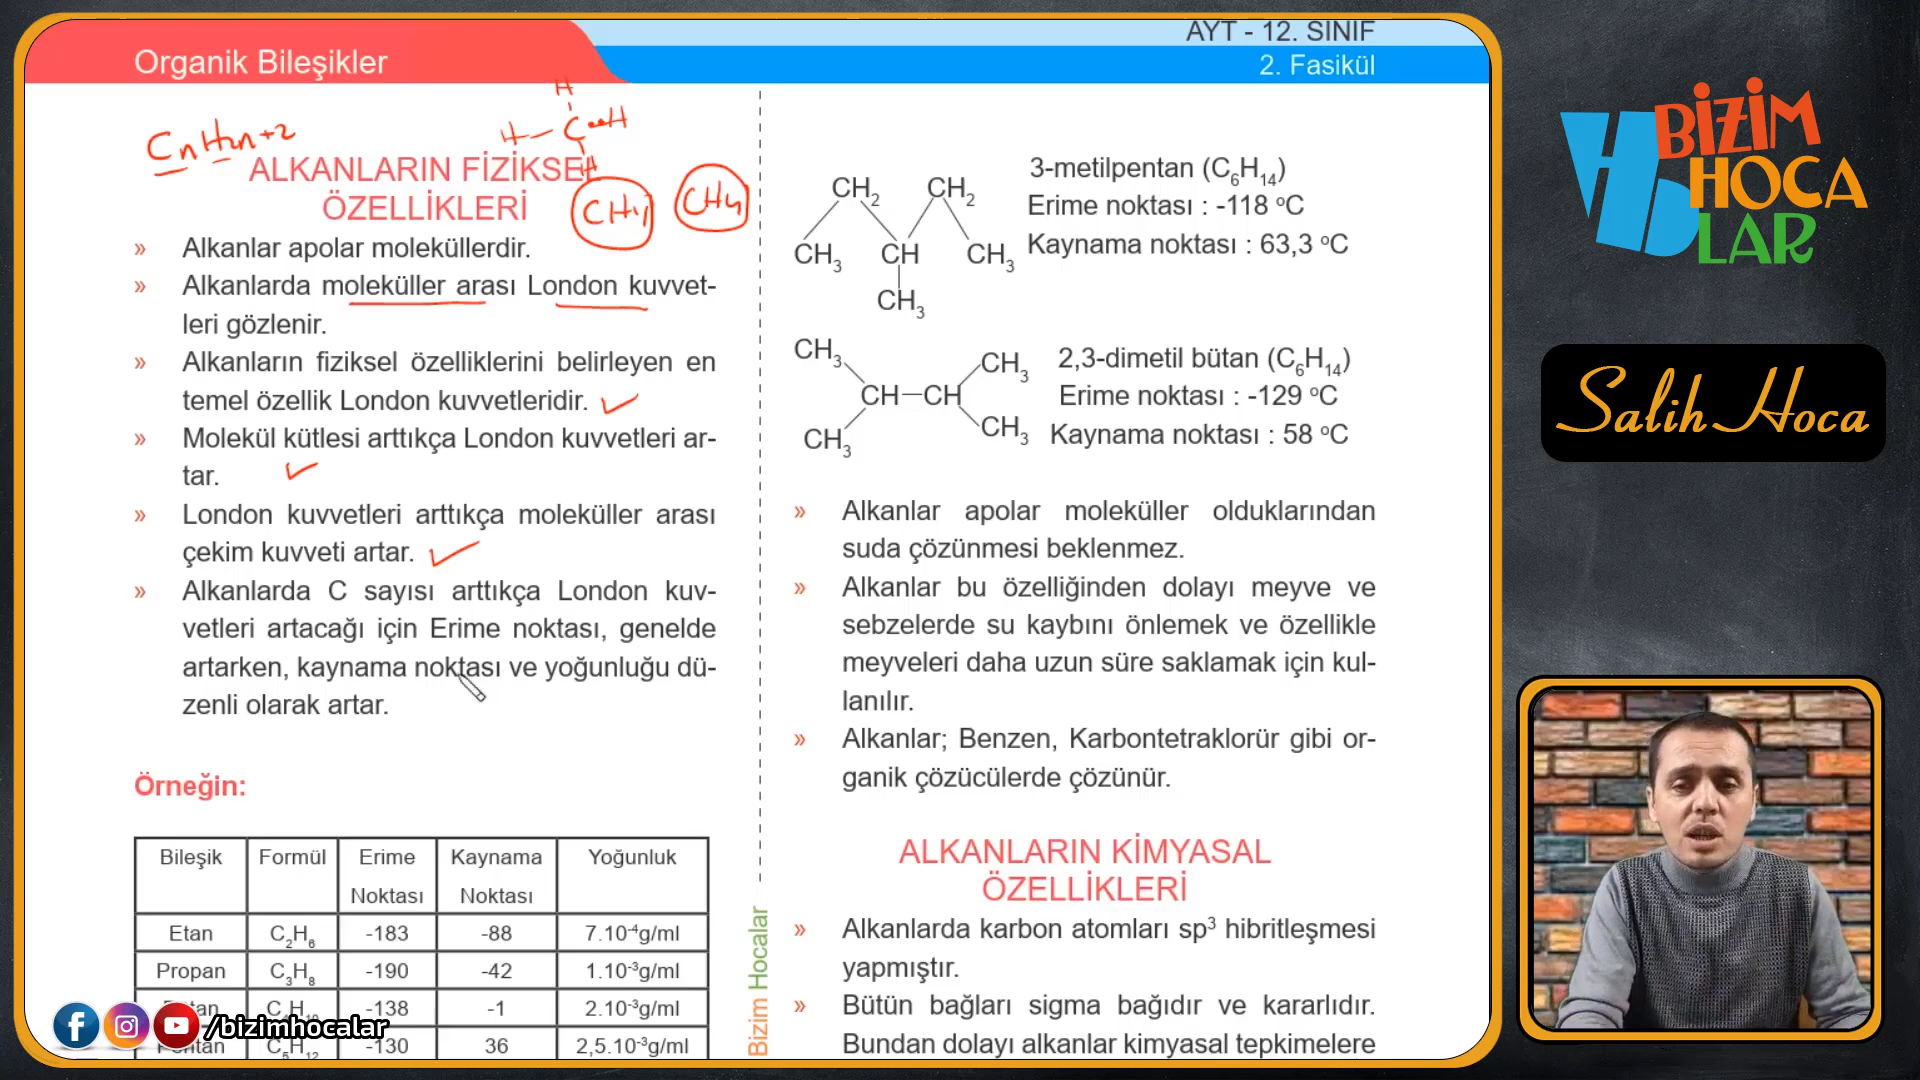 Organik Bileşikler
AYT - 12. SINIF
2. Fasikül
CnH2n+2
H
H—C—H
H
CH4
CH4
ALKANLARIN FİZİKSEL
ÖZELLİKLERİ
» Alkanlar apolar moleküllerdir.
» Alkanlarda moleküller arası London kuvvet-
leri gözlenir.
» Alkanların fiziksel özelliklerini belirleyen en
temel özellik London kuvvetleridir.
» Molekül kütlesi arttıkça London kuvvetleri ar-
tar.
» London kuvvetleri arttıkça moleküller arası
çekim kuvveti artar.
» Alkanlarda C sayısı arttıkça London kuv-
vetleri artacağı için Erime noktası, genelde
artarken, kaynama noktası ve yoğunluğu dü-
zenli olarak artar.
Örneğin:
Bileşik Formül Erime Noktası Kaynama Noktası Yoğunluk
Etan C2H6 -183 -88 7.10-4g/ml
Propan C3H8 -190 -42 1.10-3g/ml
-138 -1 2.10-3g/ml
C5H12 -130 36 2,5.10-3g/ml
/bizimhocalar
Bizim Hocalar
CH2 CH2
CH3 CH CH3
CH3
3-metilpentan (C6H14)
Erime noktası : -118 oC
Kaynama noktası : 63,3 oC
CH3 CH3
CH—CH
CH3 CH3
2,3-dimetil bütan (C6H14)
Erime noktası : -129 oC
Kaynama noktası : 58 oC
» Alkanlar apolar moleküller olduklarından
suda çözünmesi beklenmez.
» Alkanlar bu özelliğinden dolayı meyve ve
sebzelerde su kaybını önlemek ve özellikle
meyveleri daha uzun süre saklamak için kul-
lanılır.
» Alkanlar; Benzen, Karbontetraklorür gibi or-
ganik çözücülerde çözünür.
ALKANLARIN KİMYASAL
ÖZELLİKLERİ
» Alkanlarda karbon atomları sp3 hibritleşmesi
yapmıştır.
» Bütün bağları sigma bağıdır ve kararlıdır.
Bundan dolayı alkanlar kimyasal tepkimelere
BİZİM
HOCA
LAR
Salih Hoca